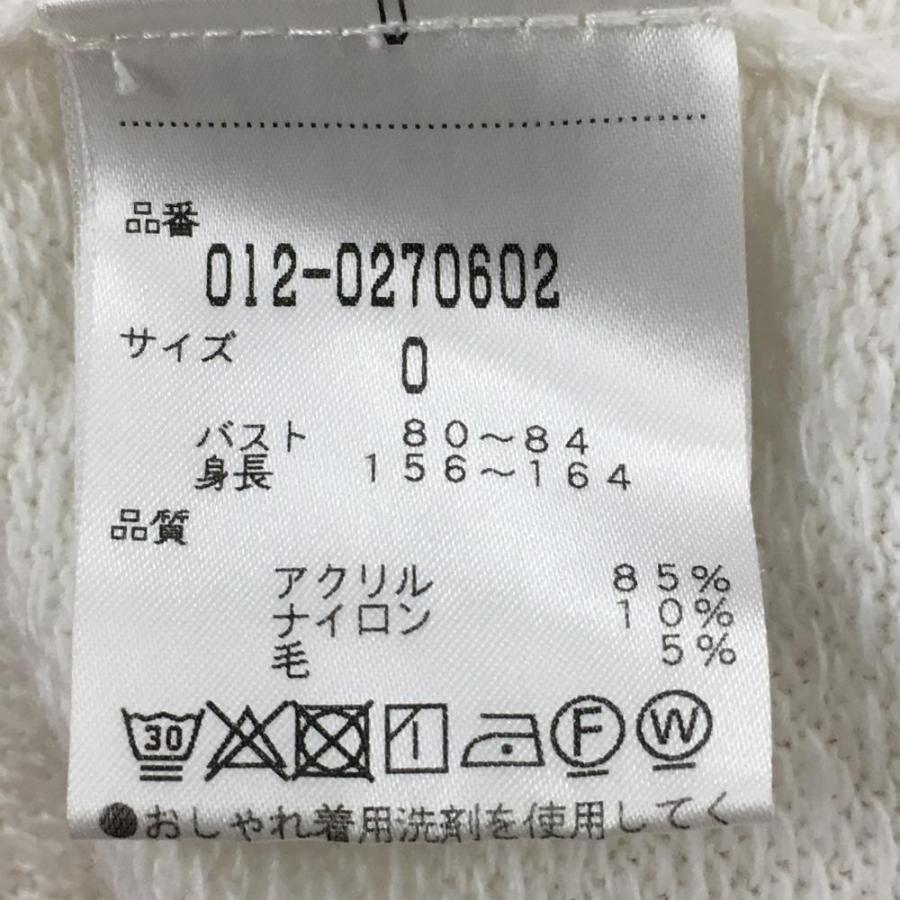 品番
012-0270602
サイズ 0
バスト 80～84
身長 156～164
品質
アクリル 85%
ナイロン 10%
毛 5%
30 F W
●おしゃれ着用洗剤を使用してく